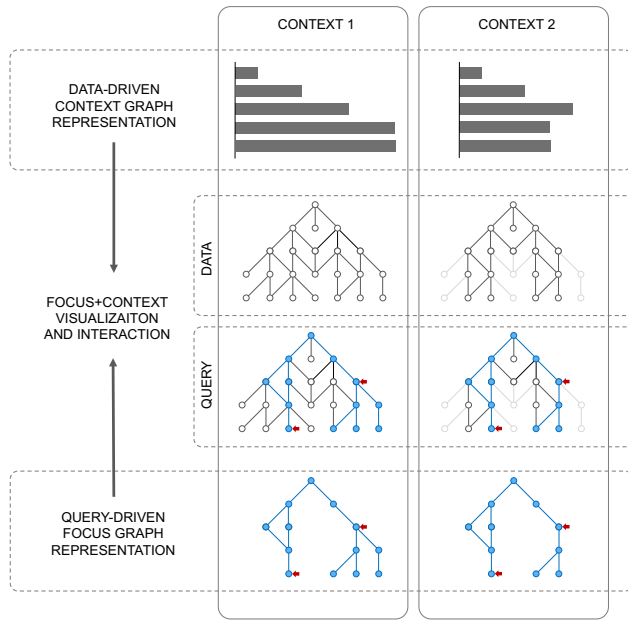 CONTEXT 1
CONTEXT 2
DATA-DRIVEN
CONTEXT GRAPH
REPRESENTATION
DATA
FOCUS+CONTEXT
VISUALIZAITON
AND INTERACTION
QUERY
QUERY-DRIVEN
FOCUS GRAPH
REPRESENTATION